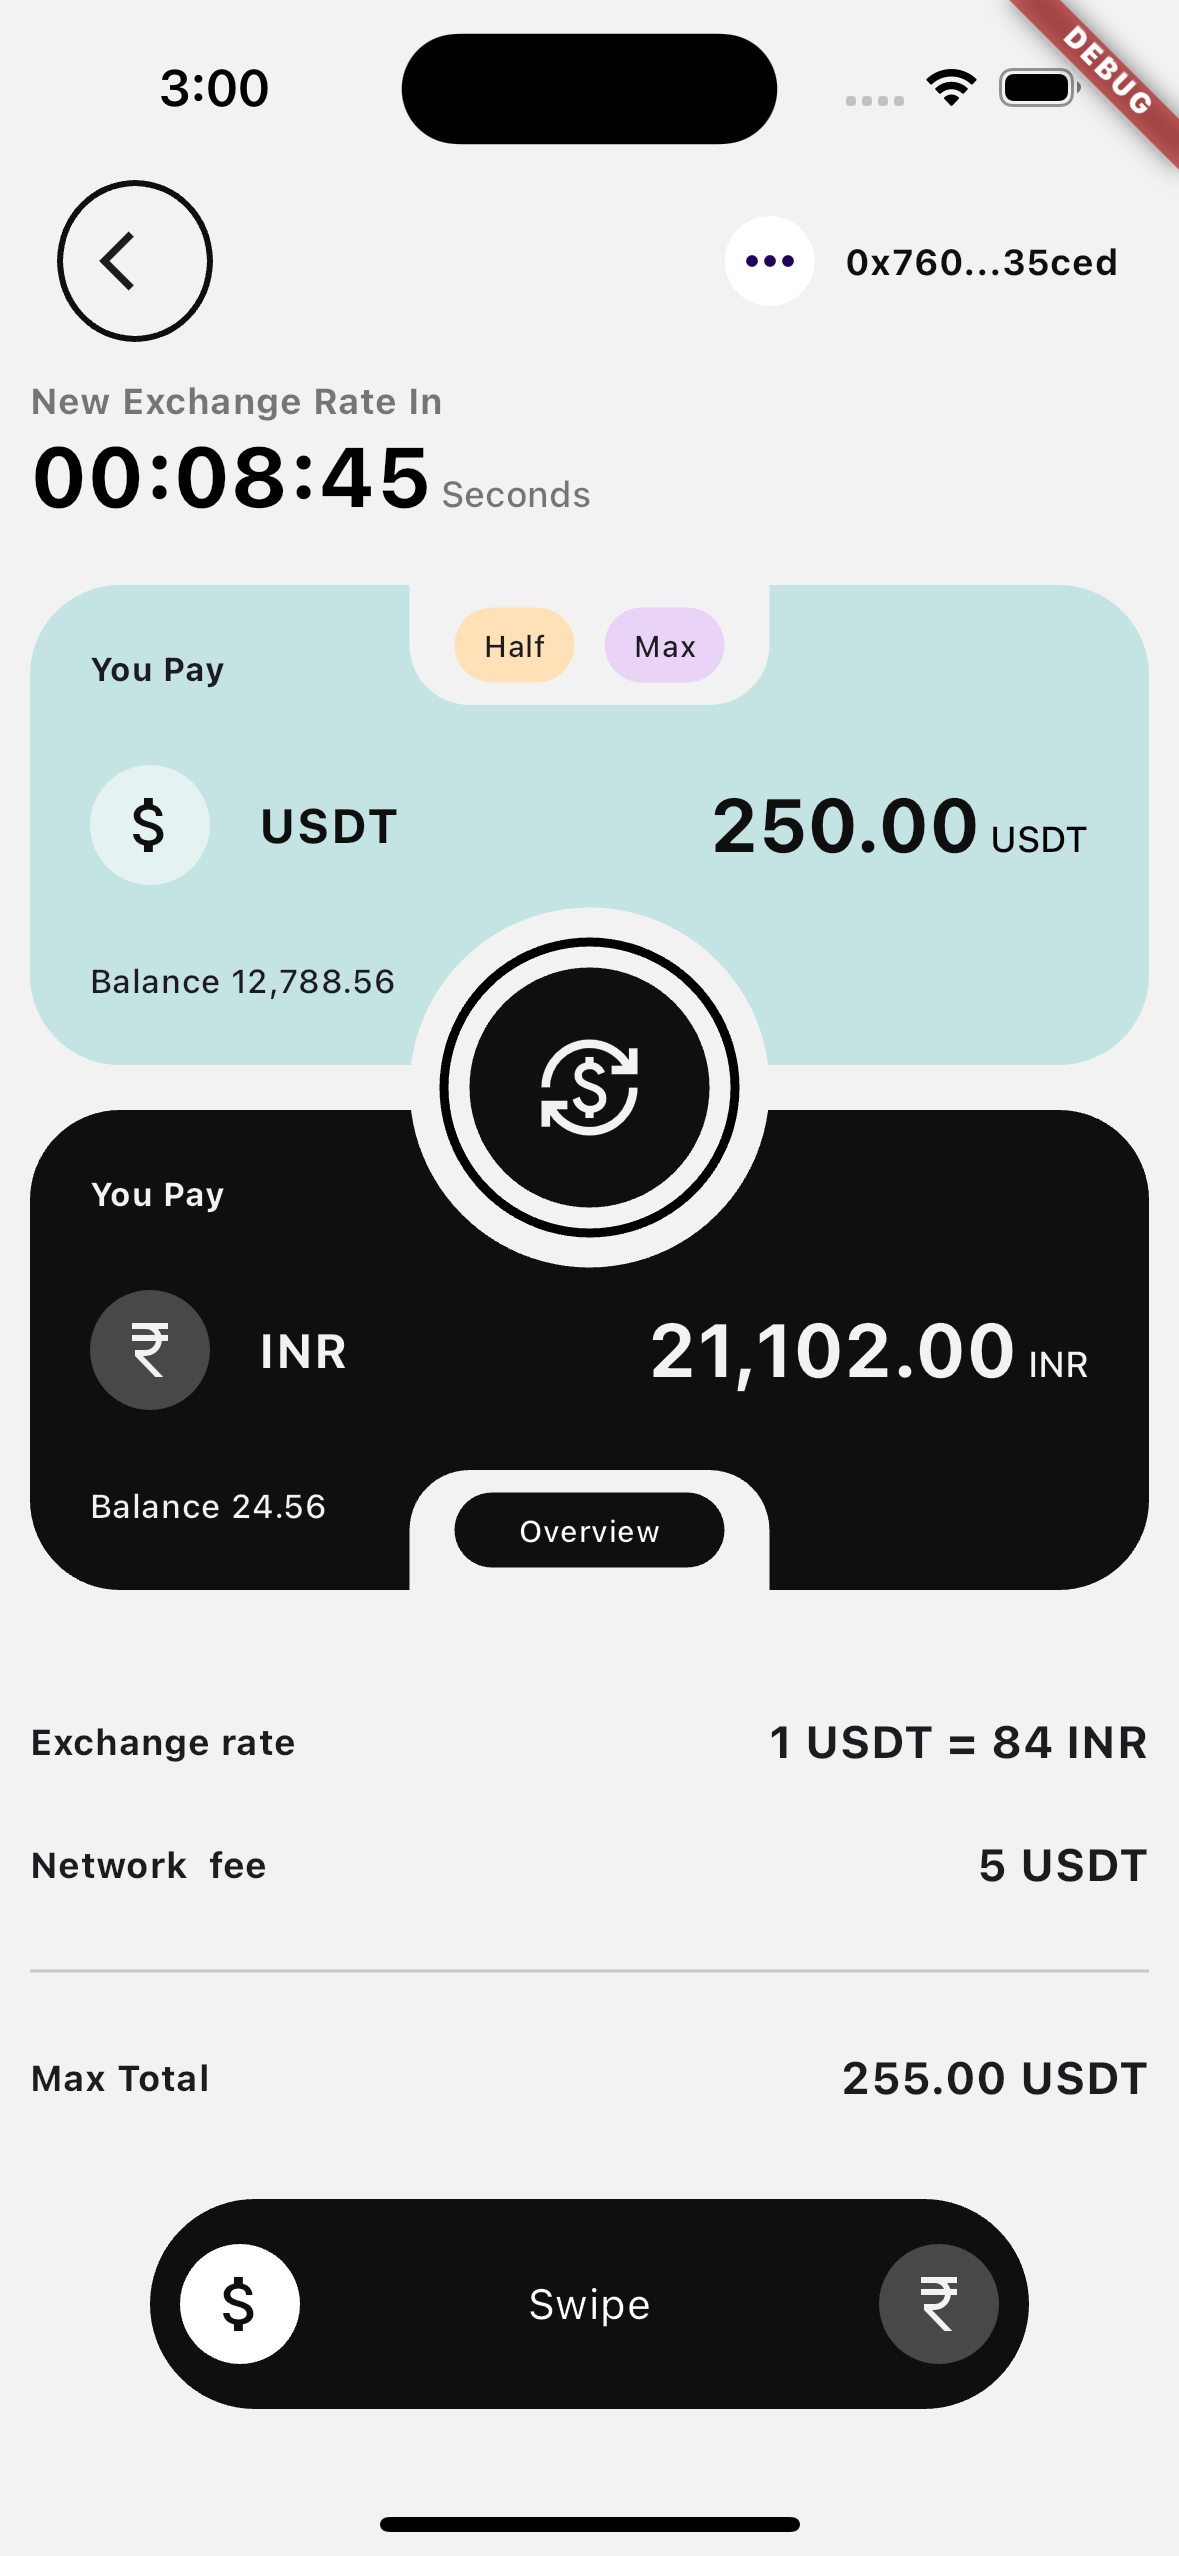 3:00
DEBUG
0x760...35ced
New Exchange Rate In
00:08:45 Seconds
Half Max
You Pay
$ USDT 250.00 USDT
Balance 12,788.56
$
You Pay
₹ INR 21,102.00 INR
Balance 24.56
Overview
Exchange rate 1 USDT = 84 INR
Network  fee 5 USDT
Max Total 255.00 USDT
$ Swipe ₹